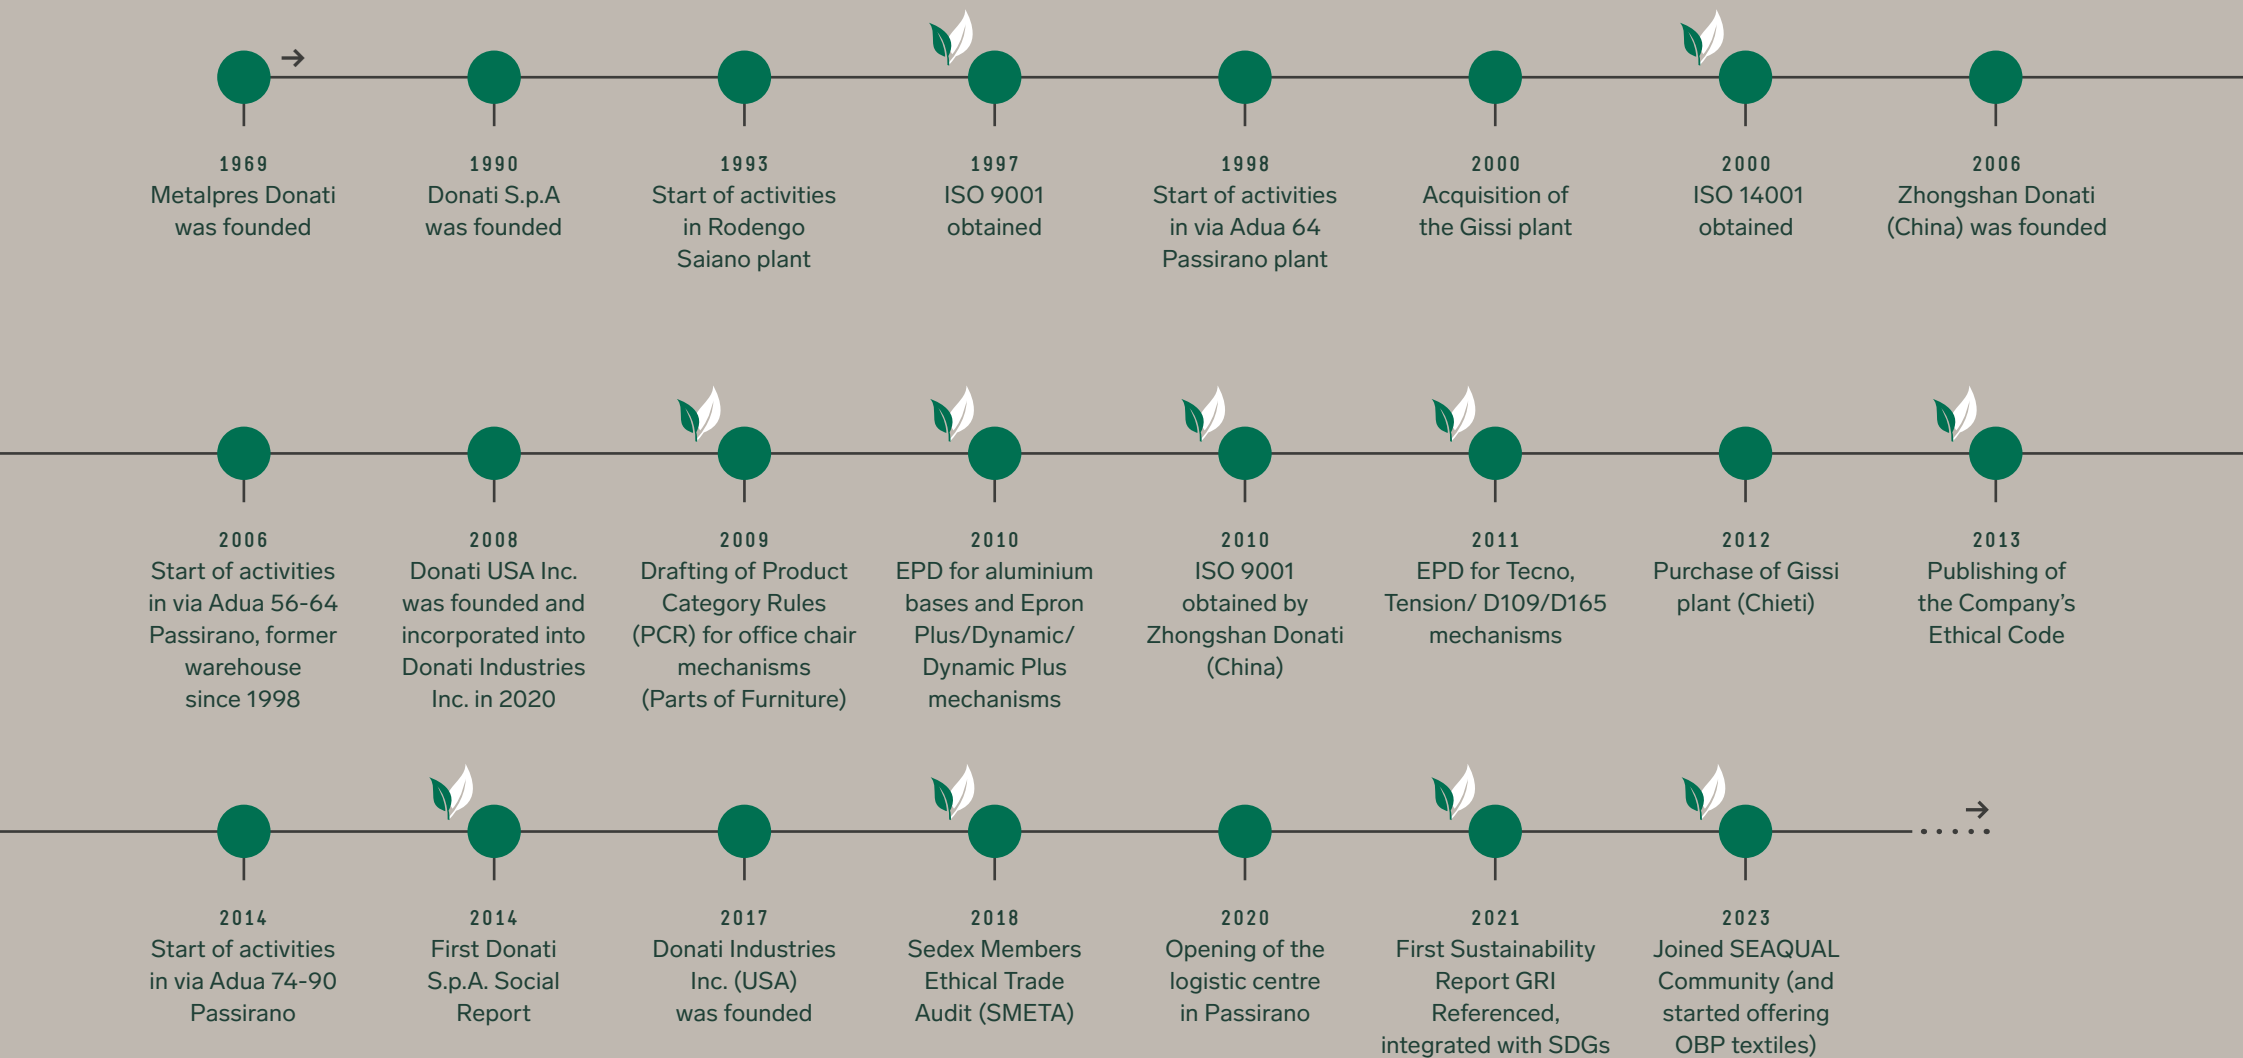 1969
Metalpres Donati
was founded
1990
Donati S.p.A
was founded
1993
Start of activities
in Rodengo
Saiano plant
1997
ISO 9001
obtained
1998
Start of activities
in via Adua 64
Passirano plant
2000
Acquisition of
the Gissi plant
2000
ISO 14001
obtained
2006
Zhongshan Donati
(China) was founded
2006
Start of activities
in via Adua 56-64
Passirano, former
warehouse
since 1998
2008
Donati USA Inc.
was founded and
incorporated into
Donati Industries
Inc. in 2020
2009
Drafting of Product
Category Rules
(PCR) for office chair
mechanisms
(Parts of Furniture)
2010
EPD for aluminium
bases and Epron
Plus/Dynamic/
Dynamic Plus
mechanisms
2010
ISO 9001
obtained by
Zhongshan Donati
(China)
2011
EPD for Tecno,
Tension/ D109/D165
mechanisms
2012
Purchase of Gissi
plant (Chieti)
2013
Publishing of
the Company’s
Ethical Code
2014
Start of activities
in via Adua 74-90
Passirano
2014
First Donati
S.p.A. Social
Report
2017
Donati Industries
Inc. (USA)
was founded
2018
Sedex Members
Ethical Trade
Audit (SMETA)
2020
Opening of the
logistic centre
in Passirano
2021
First Sustainability
Report GRI
Referenced,
integrated with SDGs
2023
Joined SEAQUAL
Community (and
started offering
OBP textiles)